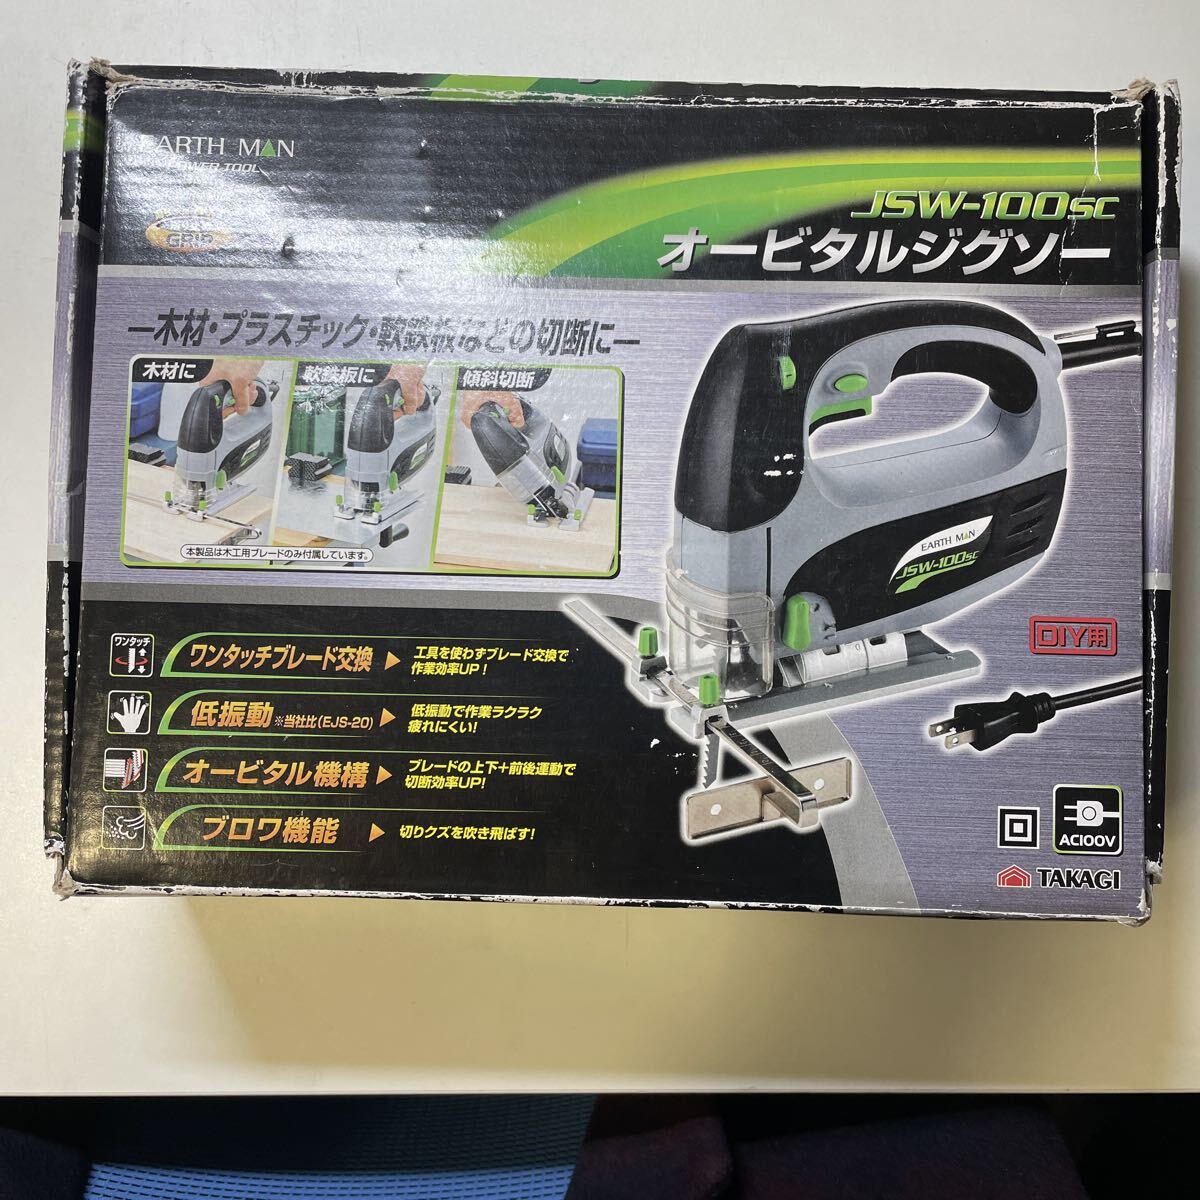 EARTH MAN
POWER TOOL
Grip
JSW-100SC
オービタルジグソー
ー木材・プラスチック・軟鉄板などの切断にー
木材に
軟鉄板に
傾斜切断
本製品は木工用ブレードのみ付属しています。
EARTH MAN
JSW-100SC
DIY用
ワンタッチ
ワンタッチブレード交換
工具を使わずブレード交換で
作業効率UP!
低振動 ※当社比(EJS-20)
低振動で作業ラクラク
疲れにくい!
オービタル機構
ブレードの上下+前後運動で
切断効率UP!
ブロワ機能
切りクズを吹き飛ばす!
AC100V
TAKAGI